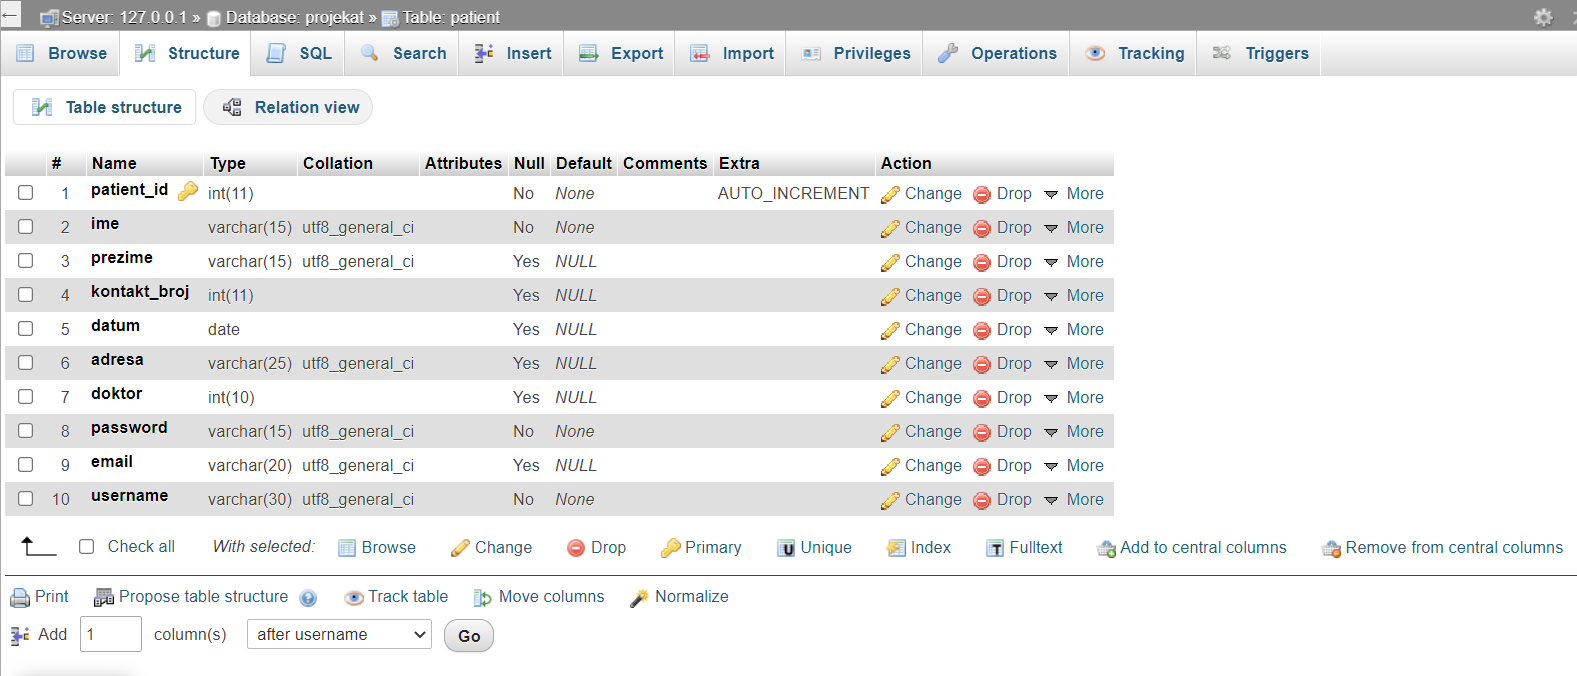 ← Server: 127.0.0.1 » Database: projekat » Table: patient
Browse Structure SQL Search Insert Export Import Privileges Operations Tracking Triggers
Table structure Relation view
# Name Type Collation Attributes Null Default Comments Extra Action
1 patient_id int(11) No None AUTO_INCREMENT Change Drop More
2 ime varchar(15) utf8_general_ci No None Change Drop More
3 prezime varchar(15) utf8_general_ci Yes NULL Change Drop More
4 kontakt_broj int(11) Yes NULL Change Drop More
5 datum date Yes NULL Change Drop More
6 adresa varchar(25) utf8_general_ci Yes NULL Change Drop More
7 doktor int(10) Yes NULL Change Drop More
8 password varchar(15) utf8_general_ci No None Change Drop More
9 email varchar(20) utf8_general_ci Yes NULL Change Drop More
10 username varchar(30) utf8_general_ci No None Change Drop More
Check all With selected: Browse Change Drop Primary Unique Index Fulltext Add to central columns Remove from central columns
Print Propose table structure Track table Move columns Normalize
Add 1 column(s) after username Go